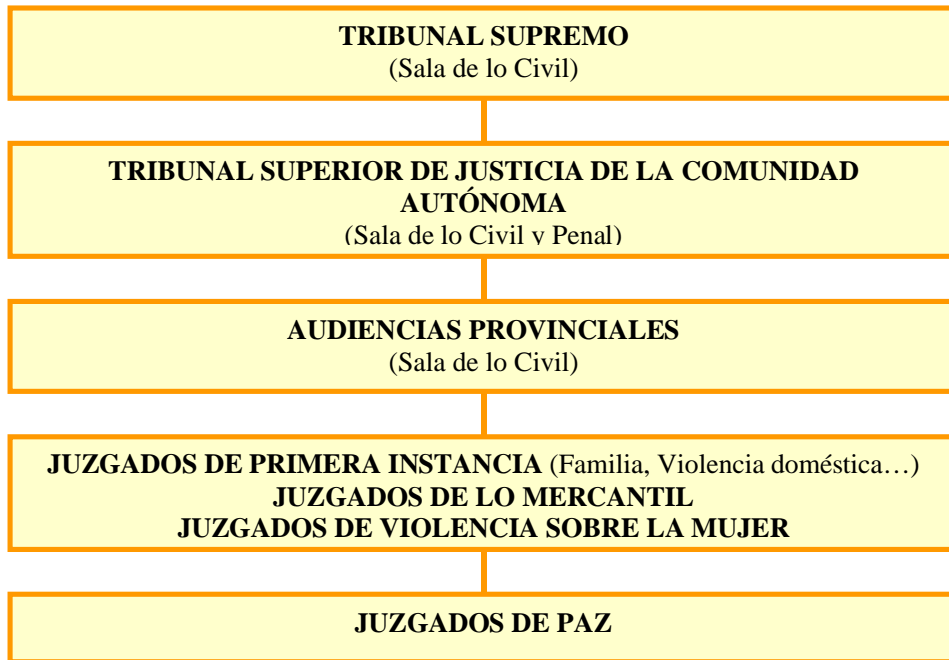 TRIBUNAL SUPREMO
(Sala de lo Civil)
TRIBUNAL SUPERIOR DE JUSTICIA DE LA COMUNIDAD
AUTÓNOMA
(Sala de lo Civil y Penal)
AUDIENCIAS PROVINCIALES
(Sala de lo Civil)
JUZGADOS DE PRIMERA INSTANCIA (Familia, Violencia doméstica…)
JUZGADOS DE LO MERCANTIL
JUZGADOS DE VIOLENCIA SOBRE LA MUJER
JUZGADOS DE PAZ